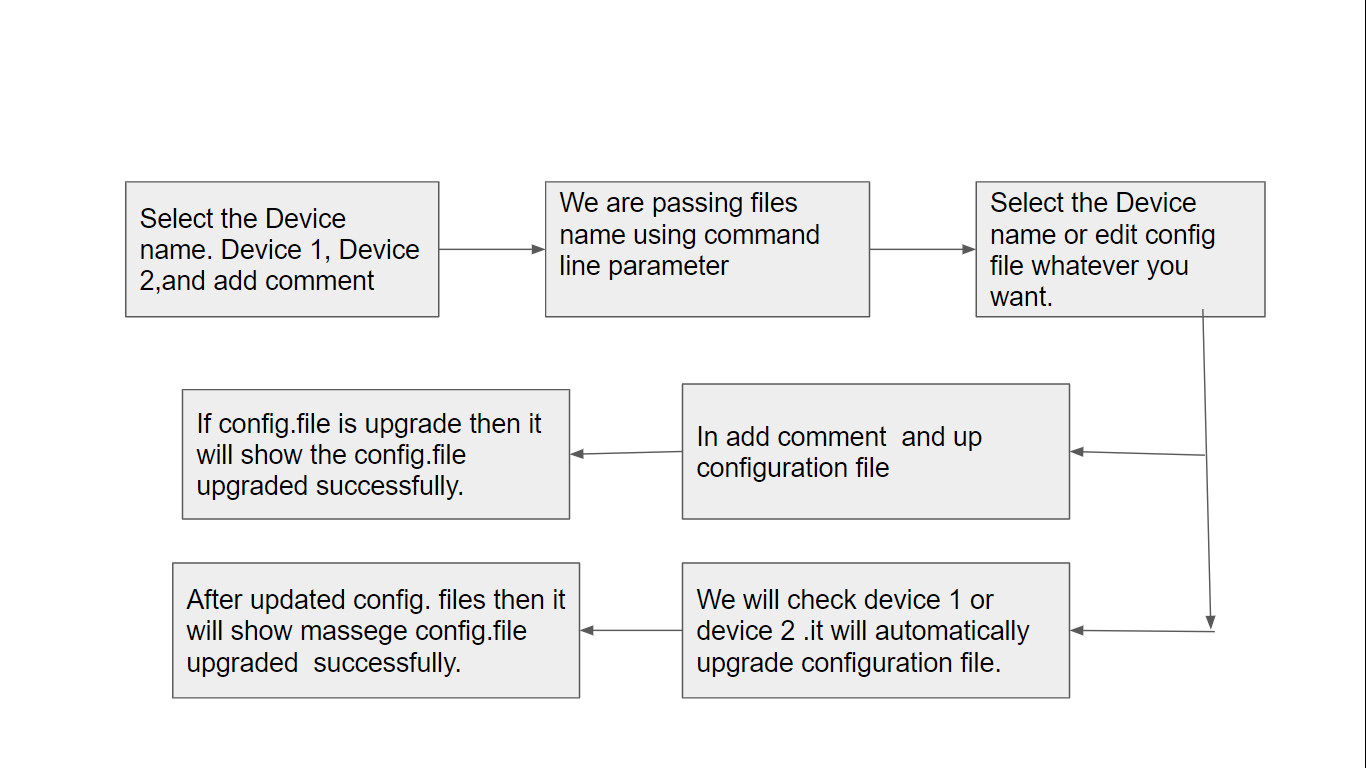 Select the Device
name. Device 1, Device
2,and add comment
We are passing files
name using command
line parameter
Select the Device
name or edit config
file whatever you
want.
If config.file is upgrade then it
will show the config.file
upgraded successfully.
In add comment  and up
configuration file
After updated config. files then it
will show massege config.file
upgraded  successfully.
We will check device 1 or
device 2 .it will automatically
upgrade configuration file.